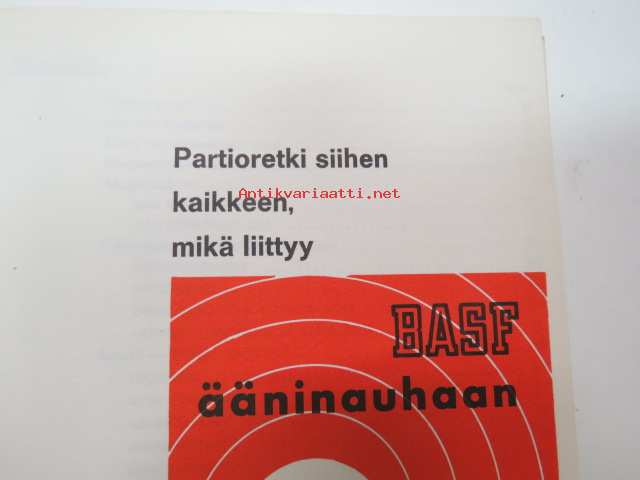 Partioretki siihen
Antikvariaatti.net
kaikkeen,
mikä liittyy
BASF
ääninauhaan